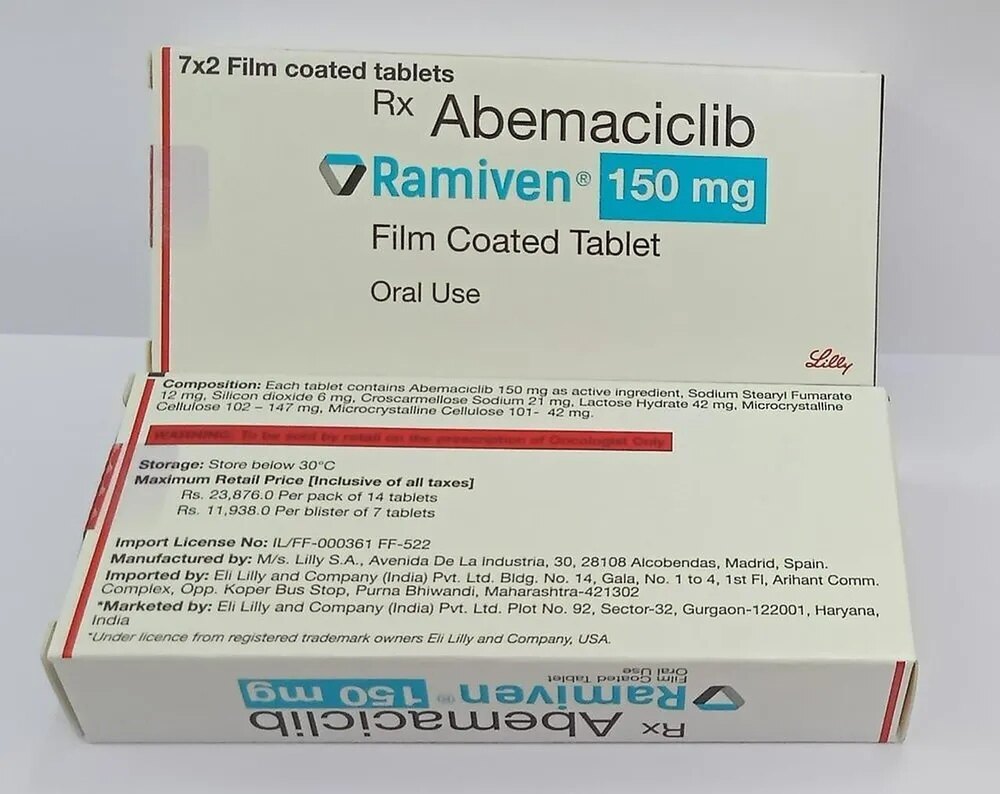 7x2 Film coated tablets
Rx Abemaciclib
Ramiven® 150 mg
Film Coated Tablet
Oral Use
Lilly
Composition: Each tablet contains Abemaciclib 150 mg as active ingredient, Sodium Stearyl Fumarate
12 mg, Silicon dioxide 6 mg, Croscarmellose Sodium 21 mg, Lactose Hydrate 42 mg, Microcrystalline
Cellulose 102 – 147 mg, Microcrystalline Cellulose 101- 42 mg.
WARNING: To be sold by retail on the prescription of Oncologist Only
Storage: Store below 30°C
Maximum Retail Price [Inclusive of all taxes]
Rs. 23,876.0 Per pack of 14 tablets
Rs. 11,938.0 Per blister of 7 tablets
Import License No: IL/FF-000361 FF-522
Manufactured by: M/s. Lilly S.A., Avenida De La Industria, 30, 28108 Alcobendas, Madrid, Spain.
Imported by: Eli Lilly and Company (India) Pvt. Ltd. Bldg. No. 14, Gala, No. 1 to 4, 1st Fl, Arihant Comm.
Complex, Opp. Koper Bus Stop, Purna Bhiwandi, Maharashtra-421302
*Marketed by: Eli Lilly and Company (India) Pvt. Ltd. Plot No. 92, Sector-32, Gurgaon-122001, Haryana,
India
*Under licence from registered trademark owners Eli Lilly and Company, USA.
Rx Abemaciclib
Ramiven® 150 mg
Film Coated Tablet
Oral Use